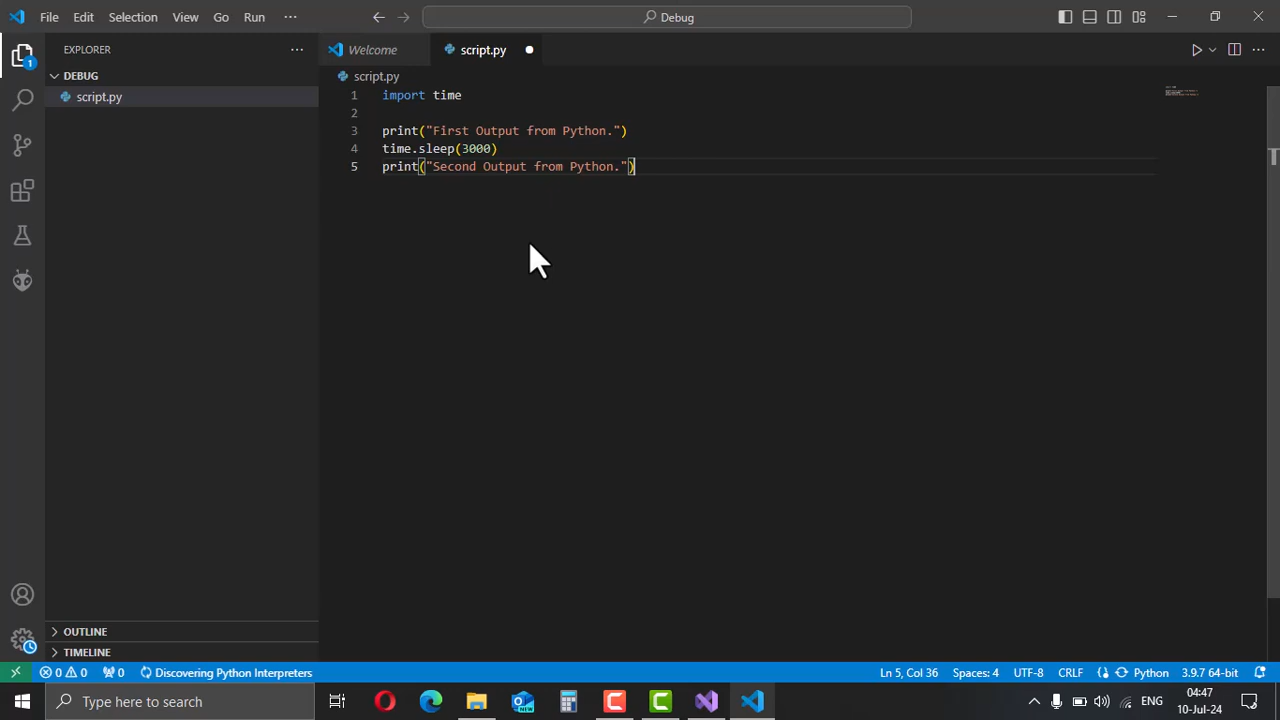 File Edit Selection View Go Run ··· Debug
EXPLORER ···
DEBUG
script.py
OUTLINE
TIMELINE
Welcome script.py
script.py
1 import time
2
3 print("First Output from Python.")
4 time.sleep(3000)
5 print("Second Output from Python.")
1
0 0 0 Discovering Python Interpreters Ln 5, Col 36 Spaces: 4 UTF-8 CRLF Python 3.9.7 64-bit
Type here to search NEW ENG 04:47
10-Jul-24